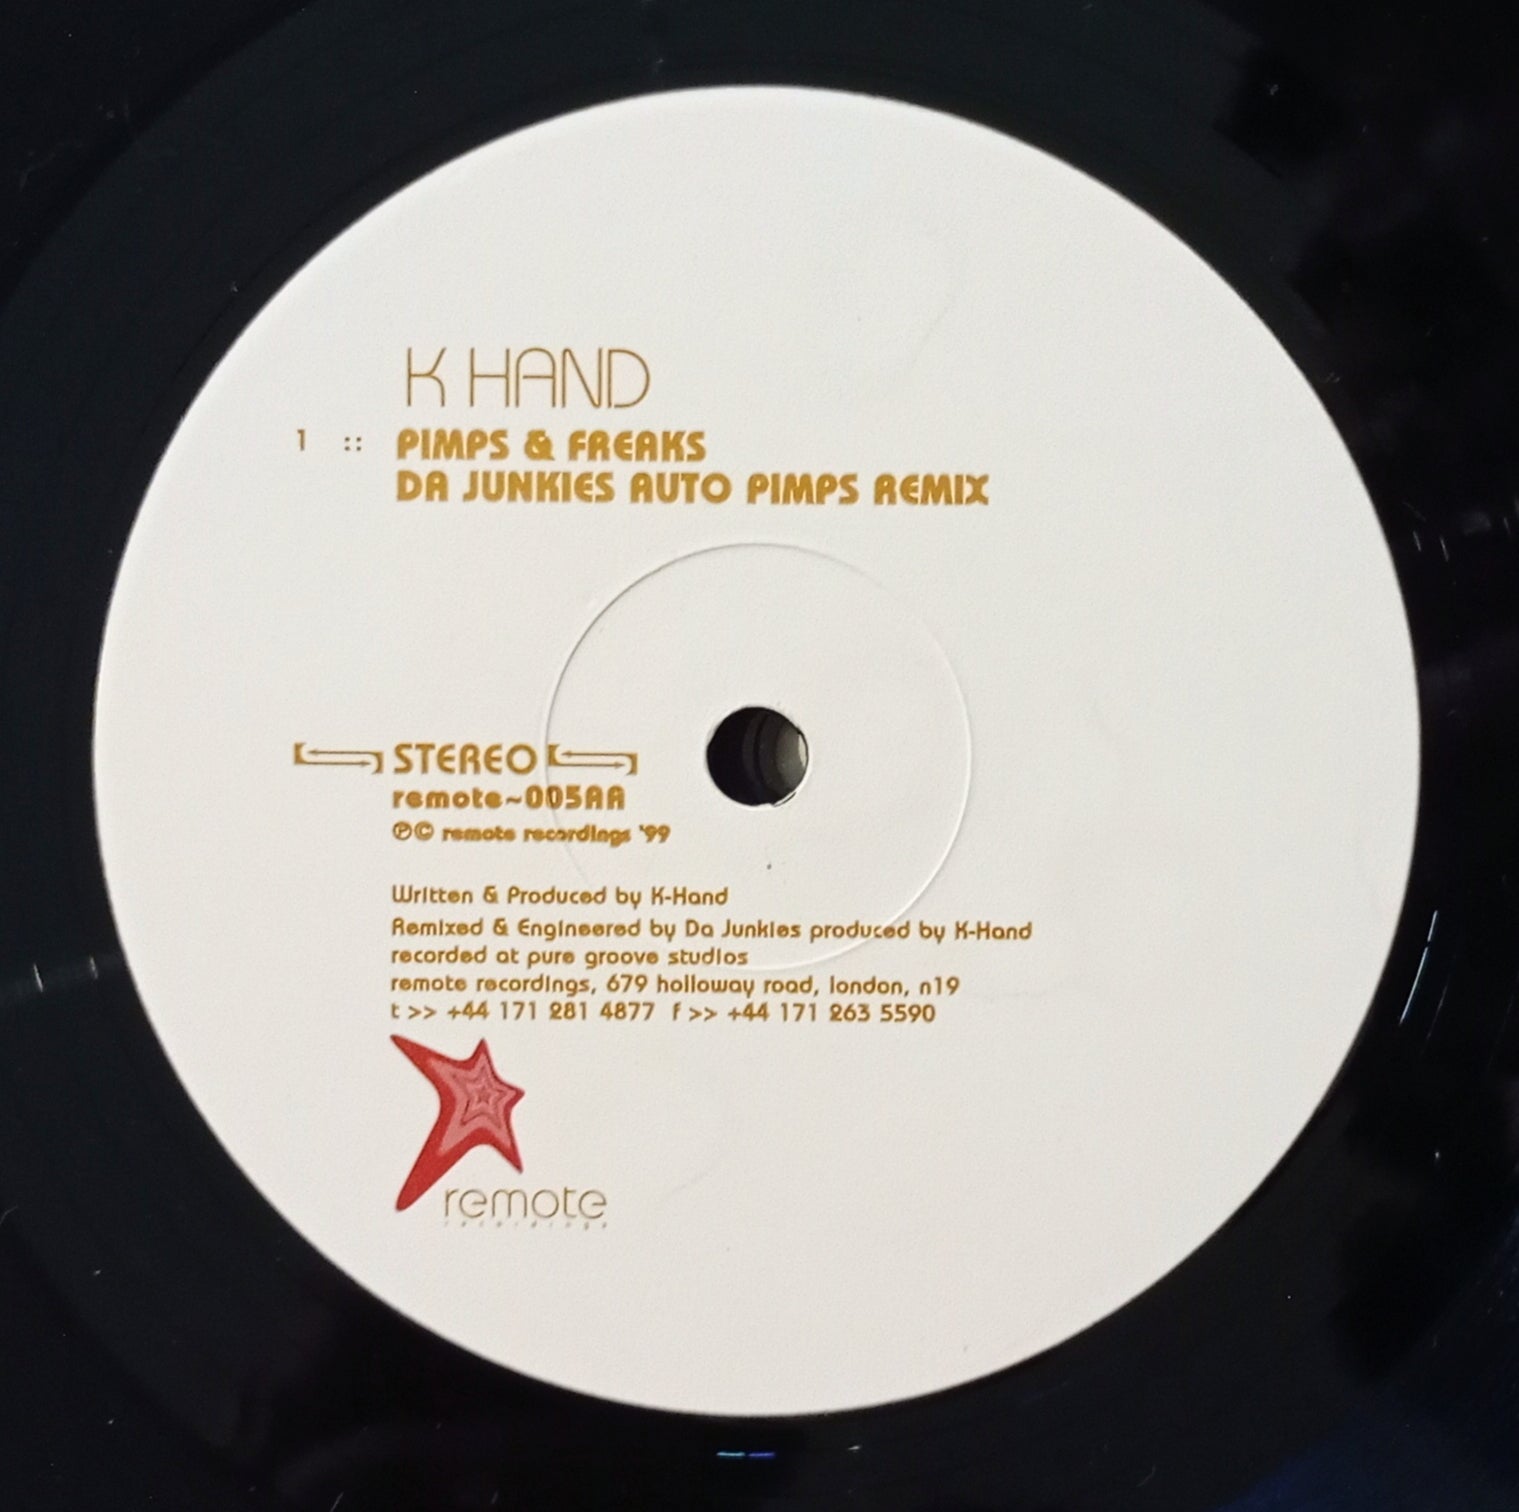 K HAND
1 :: PIMPS & FREAKS
DA JUNKIES AUTO PIMPS REMIX
STEREO
remote~005AA
℗© remote recordings '99
Written & Produced by K-Hand
Remixed & Engineered by Da Junkies produced by K-Hand
recorded at pure groove studios
remote recordings, 679 holloway road, london, n19
t >> +44 171 281 4877 f >> +44 171 263 5590
remote
recordings